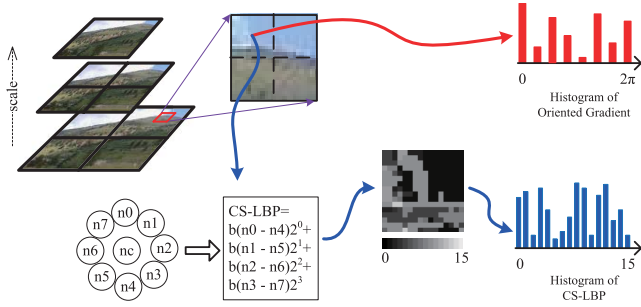 scale
0
2π
Histogram of
Oriented Gradient
n0
n1
n2
n3
n4
n5
n6
n7
nc
CS-LBP=
b(n0 - n4)2⁰+
b(n1 - n5)2¹+
b(n2 - n6)2²+
b(n3 - n7)2³
0
15
0
15
Histogram of
CS-LBP